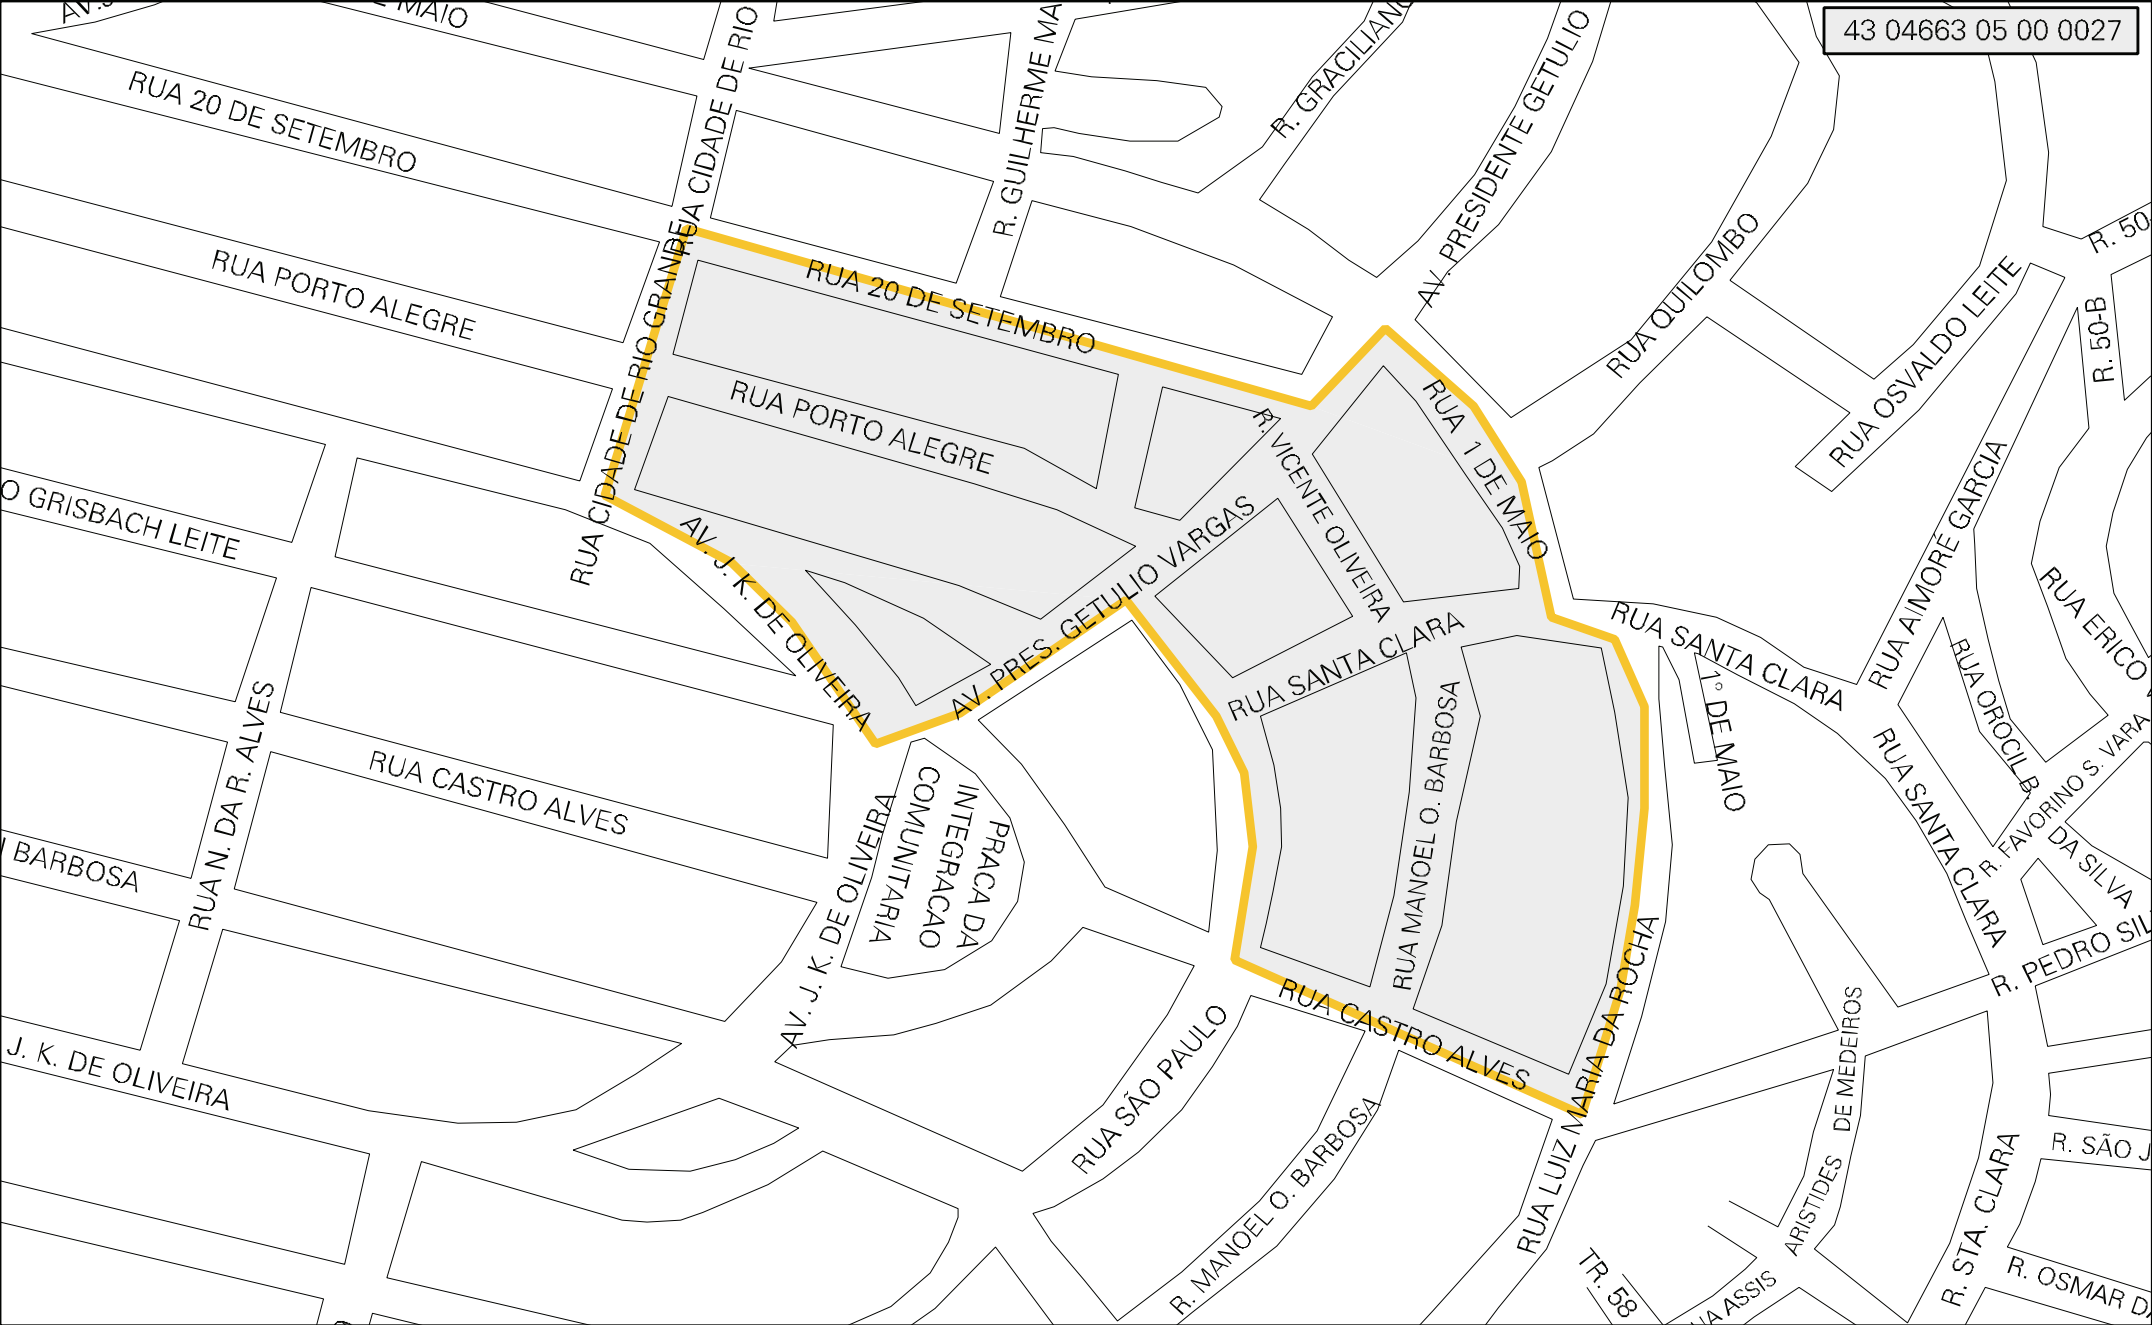 43 04663 05 00 0027
MAIO
RUA 20 DE SETEMBRO
RUA PORTO ALEGRE
RUA CIDADE DE RIO
R. GUILHERME MA
R. GRACILIANO
AV. PRESIDENTE GETULIO
RUA QUILOMBO
RUA OSVALDO LEITE
R. 50
R. 50-B
RUA CIDADE DE RIO GRANDE
RUA 20 DE SETEMBRO
RUA PORTO ALEGRE
R. VICENTE OLIVEIRA
RUA 1 DE MAIO
O GRISBACH LEITE
AV. J. K. DE OLIVEIRA
AV. PRES. GETULIO VARGAS
RUA SANTA CLARA
RUA SANTA CLARA
RUA AIMORÉ GARCIA
RUA ERICO V
RUA OROCIL B
R. FAVORINO S. VARA
DA SILVA
RUA SANTA CLARA
1° DE MAIO
RUA N. DA R. ALVES
RUA CASTRO ALVES
BARBOSA
AV. J. K. DE OLIVEIRA
PRACA DA
INTEGRACAO
COMUNITARIA
RUA MANOEL O. BARBOSA
RUA LUIZ MARIA DA ROCHA
RUA CASTRO ALVES
R. PEDRO SIL
J. K. DE OLIVEIRA
RUA SÃO PAULO
R. MANOEL O. BARBOSA
ARISTIDES DE MEDEIROS
R. SÃO J
R. STA. CLARA
R. OSMAR D
TR. 58
UA ASSIS